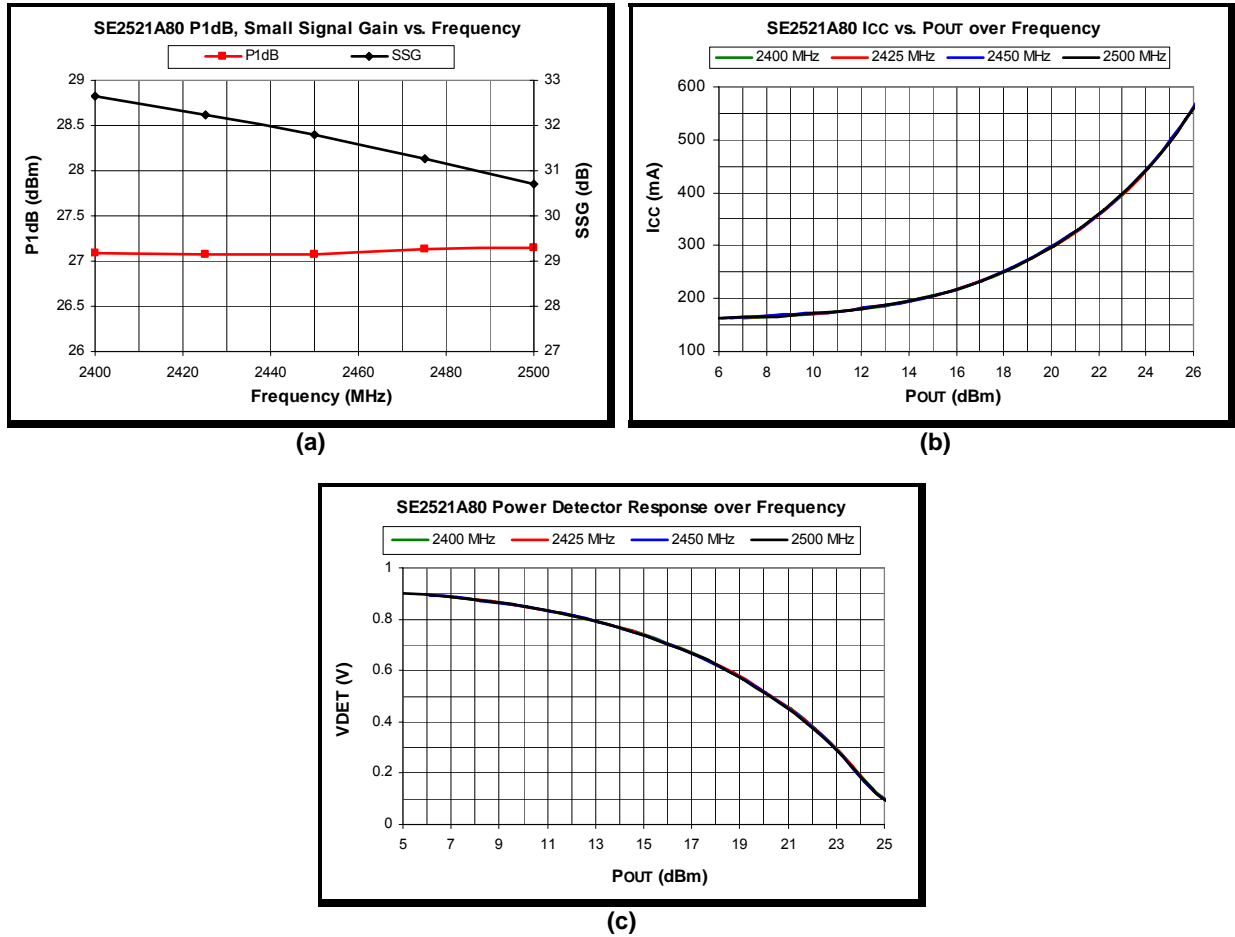 SE2521A80 P1dB, Small Signal Gain vs. Frequency
P1dB SSG
29 33
28.5 32
28 31
27.5 30
27 29
26.5 28
26 27
P1dB (dBm)
SSG (dB)
2400 2420 2440 2460 2480 2500
Frequency (MHz)
(a)
SE2521A80 ICC vs. POUT over Frequency
2400 MHz 2425 MHz 2450 MHz 2500 MHz
600
500
400
300
200
100
ICC (mA)
6 8 10 12 14 16 18 20 22 24 26
POUT (dBm)
(b)
SE2521A80 Power Detector Response over Frequency
2400 MHz 2425 MHz 2450 MHz 2500 MHz
1
0.8
0.6
0.4
0.2
0
VDET (V)
5 7 9 11 13 15 17 19 21 23 25
POUT (dBm)
(c)